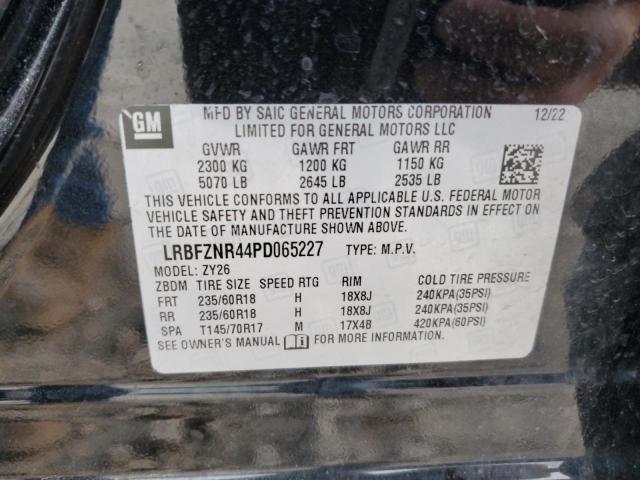 GM
MFD BY SAIC GENERAL MOTORS CORPORATION 12/22
LIMITED FOR GENERAL MOTORS LLC
GVWR GAWR FRT GAWR RR
2300 KG 1200 KG 1150 KG
5070 LB 2645 LB 2535 LB
THIS VEHICLE CONFORMS TO ALL APPLICABLE U.S. FEDERAL MOTOR
VEHICLE SAFETY AND THEFT PREVENTION STANDARDS IN EFFECT ON
THE DATE OF MANUFACTURE SHOWN ABOVE.
LRBFZNR44PD065227 TYPE: M.P.V.
MODEL: ZY26
ZBDM TIRE SIZE SPEED RTG RIM COLD TIRE PRESSURE
FRT 235/60R18 H 18X8J 240KPA(35PSI)
RR 235/60R18 H 18X8J 240KPA(35PSI)
SPA T145/70R17 M 17X4B 420KPA(60PSI)
SEE OWNER'S MANUAL FOR MORE INFORMATION.